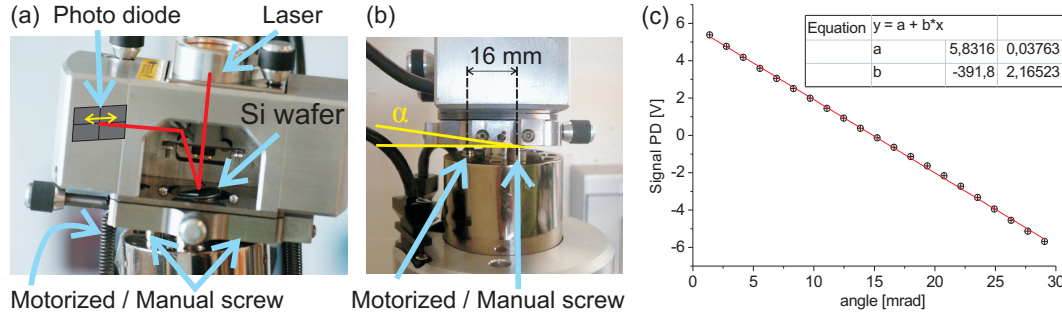 (a)
Photo diode
Laser
Si wafer
Motorized / Manual screw
(b)
16 mm
α
Motorized / Manual screw
(c)
Equation y = a + b*x
a 5,8316 0,03763
b -391,8 2,16523
Signal PD [V]
6
4
2
0
-2
-4
-6
0 5 10 15 20 25 30
angle [mrad]